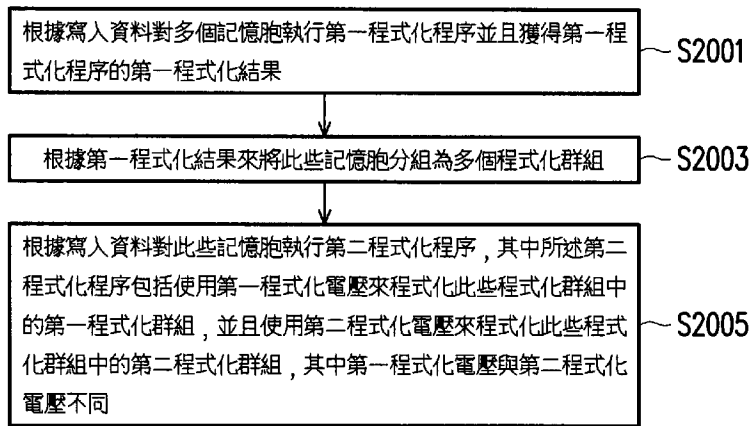 根據寫入資料對多個記憶胞執行第一程式化程序並且獲得第一程
式化程序的第一程式化結果
S2001
根據第一程式化結果來將此些記憶胞分組為多個程式化群組
S2003
根據寫入資料對此些記憶胞執行第二程式化程序,其中所述第二
程式化程序包括使用第一程式化電壓來程式化此些程式化群組中
的第一程式化群組,並且使用第二程式化電壓來程式化此些程式
化群組中的第二程式化群組,其中第一程式化電壓與第二程式化
電壓不同
S2005